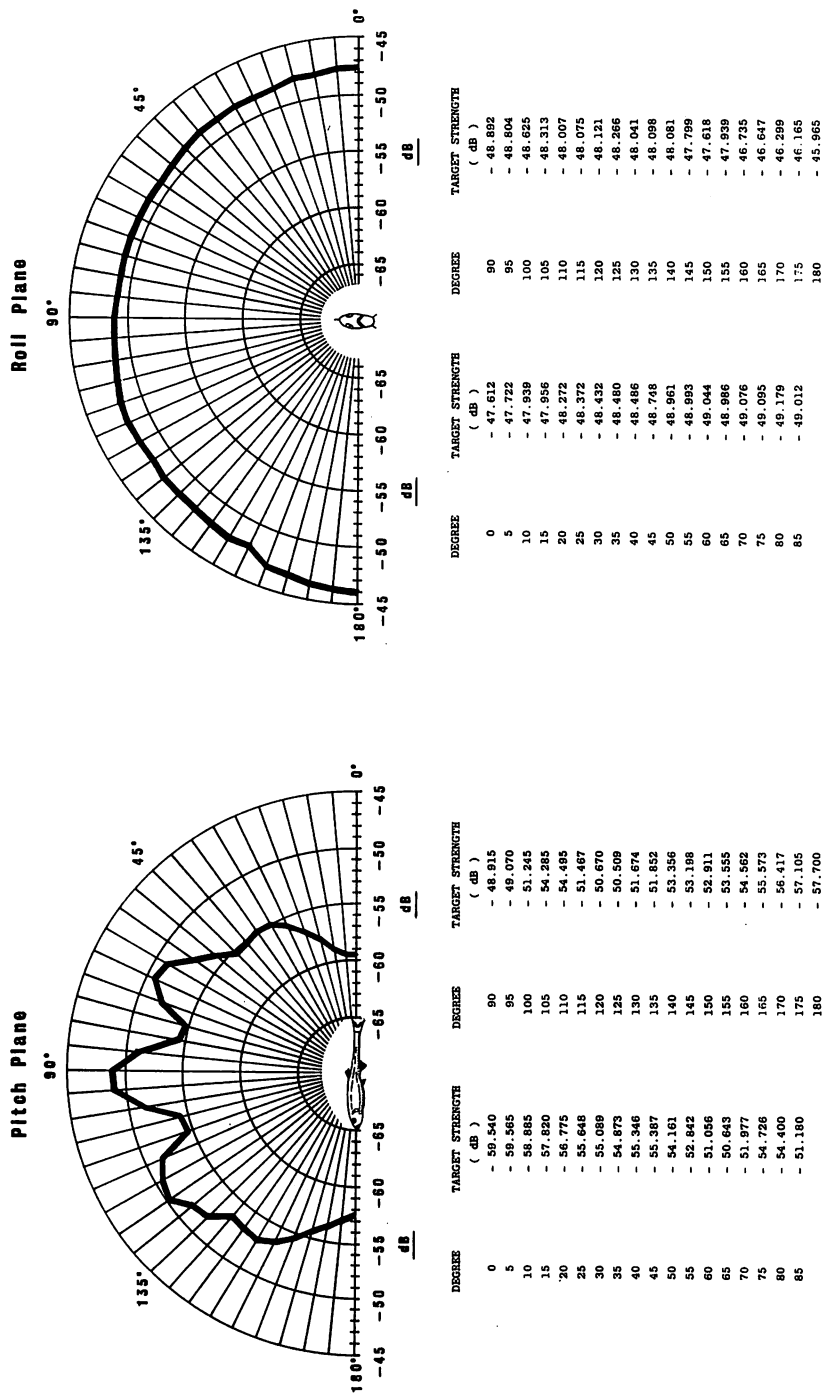 Pitch Plane
90°
135°
45°
180°
0°
-45 -50 -55 -60 -65 -65 -60 -55 -50 -45
dB dB
DEGREE TARGET STRENGTH DEGREE TARGET STRENGTH
( dB ) ( dB )
0 - 59.540 90 - 48.915
5 - 59.565 95 - 49.070
10 - 58.885 100 - 51.245
15 - 57.820 105 - 54.285
20 - 56.775 110 - 54.495
25 - 55.648 115 - 51.467
30 - 55.089 120 - 50.670
35 - 54.873 125 - 50.509
40 - 55.346 130 - 51.674
45 - 55.387 135 - 51.852
50 - 54.161 140 - 53.356
55 - 52.842 145 - 53.198
60 - 51.056 150 - 52.911
65 - 50.643 155 - 53.555
70 - 51.977 160 - 54.562
75 - 54.726 165 - 55.573
80 - 54.400 170 - 56.417
85 - 51.180 175 - 57.105
180 - 57.700
Roll Plane
90°
135°
45°
180°
0°
-45 -50 -55 -60 -65 -65 -60 -55 -50 -45
dB dB
DEGREE TARGET STRENGTH DEGREE TARGET STRENGTH
( dB ) ( dB )
0 - 47.612 90 - 48.892
5 - 47.722 95 - 48.804
10 - 47.939 100 - 48.625
15 - 47.956 105 - 48.313
20 - 48.272 110 - 48.007
25 - 48.372 115 - 48.075
30 - 48.432 120 - 48.121
35 - 48.480 125 - 48.266
40 - 48.486 130 - 48.041
45 - 48.748 135 - 48.098
50 - 48.961 140 - 48.081
55 - 48.993 145 - 47.799
60 - 49.044 150 - 47.618
65 - 48.986 155 - 47.939
70 - 49.076 160 - 46.735
75 - 49.095 165 - 46.647
80 - 49.179 170 - 46.299
85 - 49.012 175 - 46.165
180 - 45.965